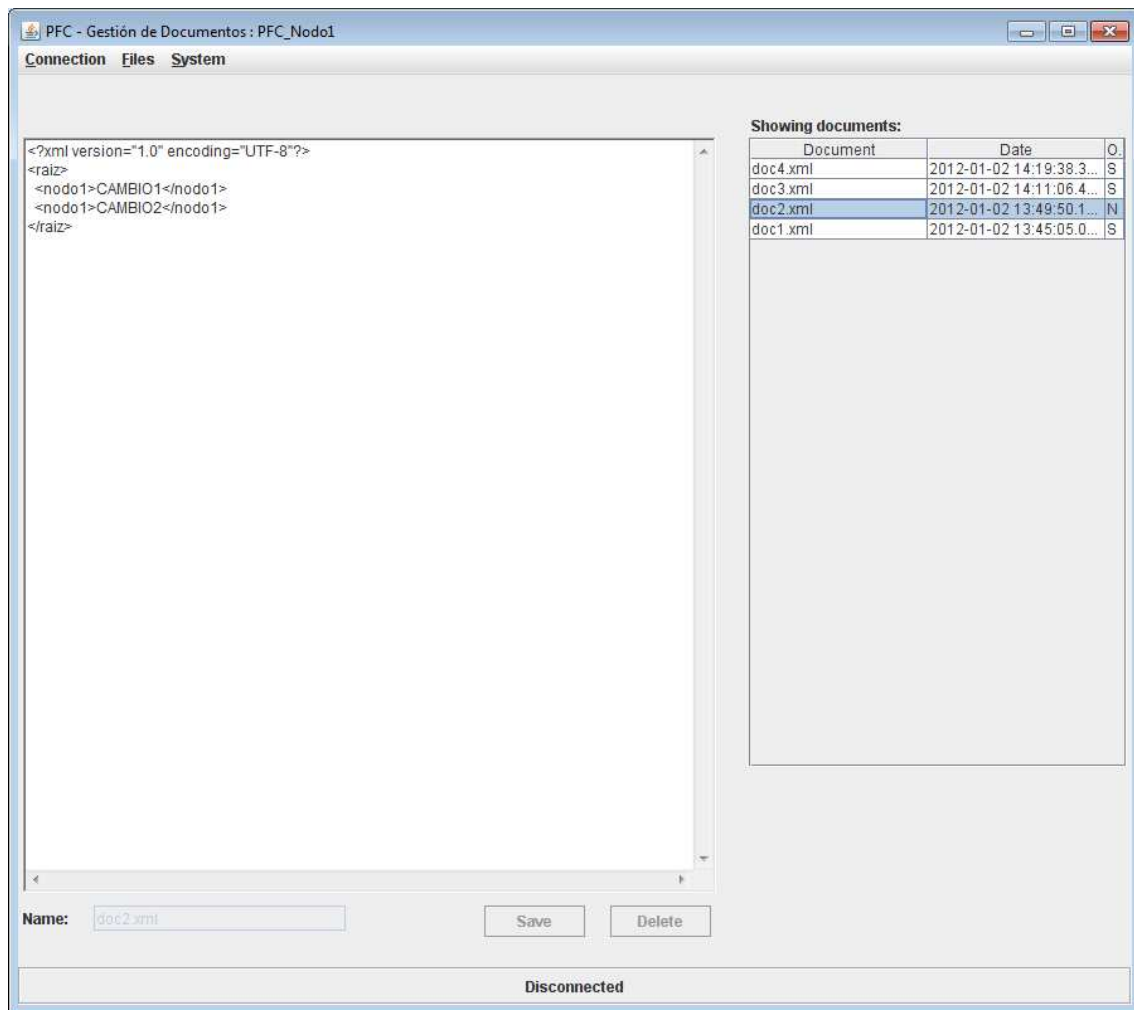 PFC - Gestión de Documentos : PFC_Nodo1
Connection Files System
Showing documents:
<?xml version="1.0" encoding="UTF-8"?>
<raiz>
<nodo1>CAMBIO1</nodo1>
<nodo1>CAMBIO2</nodo1>
</raiz>
Document Date O.
doc4.xml 2012-01-02 14:19:38.3... S
doc3.xml 2012-01-02 14:11:06.4... S
doc2.xml 2012-01-02 13:49:50.1... N
doc1.xml 2012-01-02 13:45:05.0... S
Name: doc2.xml Save Delete
Disconnected